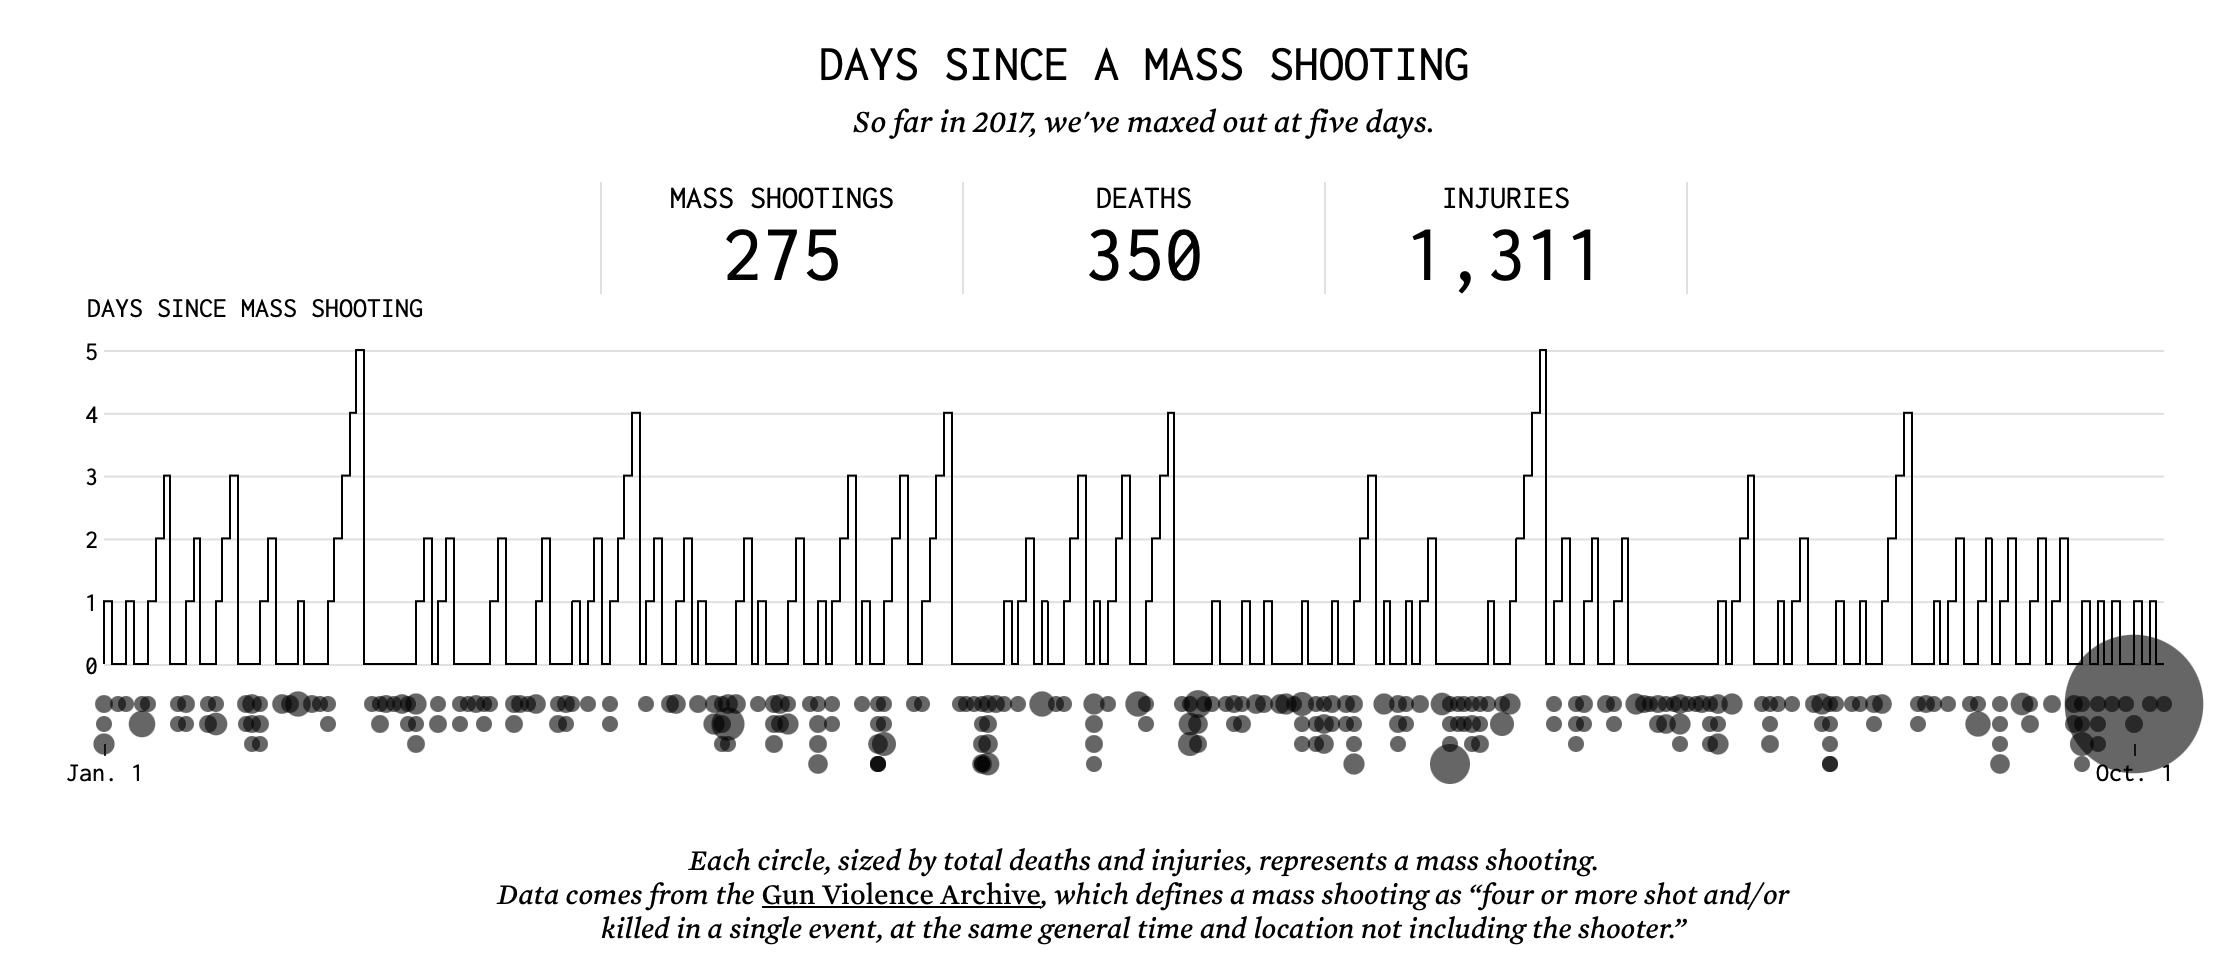 DAYS SINCE A MASS SHOOTING
So far in 2017, we've maxed out at five days.
MASS SHOOTINGS
275
DEATHS
350
INJURIES
1,311
DAYS SINCE MASS SHOOTING
5
4
3
2
1
0
Jan. 1
Oct. 1
Each circle, sized by total deaths and injuries, represents a mass shooting.
Data comes from the Gun Violence Archive, which defines a mass shooting as “four or more shot and/or
killed in a single event, at the same general time and location not including the shooter.”